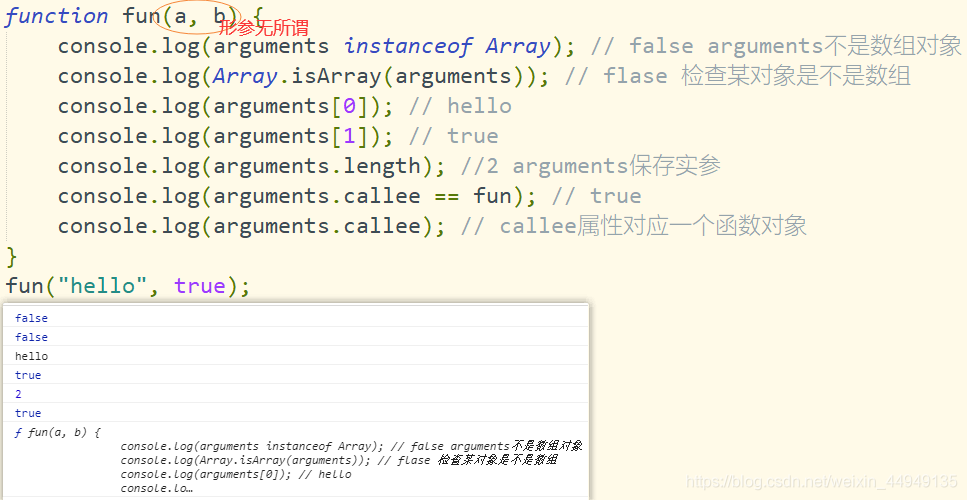 function fun(a, b) {
形参无所谓
console.log(arguments instanceof Array); // false arguments不是数组对象
console.log(Array.isArray(arguments)); // flase 检查某对象是不是数组
console.log(arguments[0]); // hello
console.log(arguments[1]); // true
console.log(arguments.length); //2 arguments保存实参
console.log(arguments.callee == fun); // true
console.log(arguments.callee); // callee属性对应一个函数对象
}
fun("hello", true);
false
false
hello
true
2
true
ƒ fun(a, b) {
console.log(arguments instanceof Array); // false arguments不是数组对象
console.log(Array.isArray(arguments)); // flase 检查某对象是不是数组
console.log(arguments[0]); // hello
console.lo…
https://blog.csdn.net/weixin_44949135